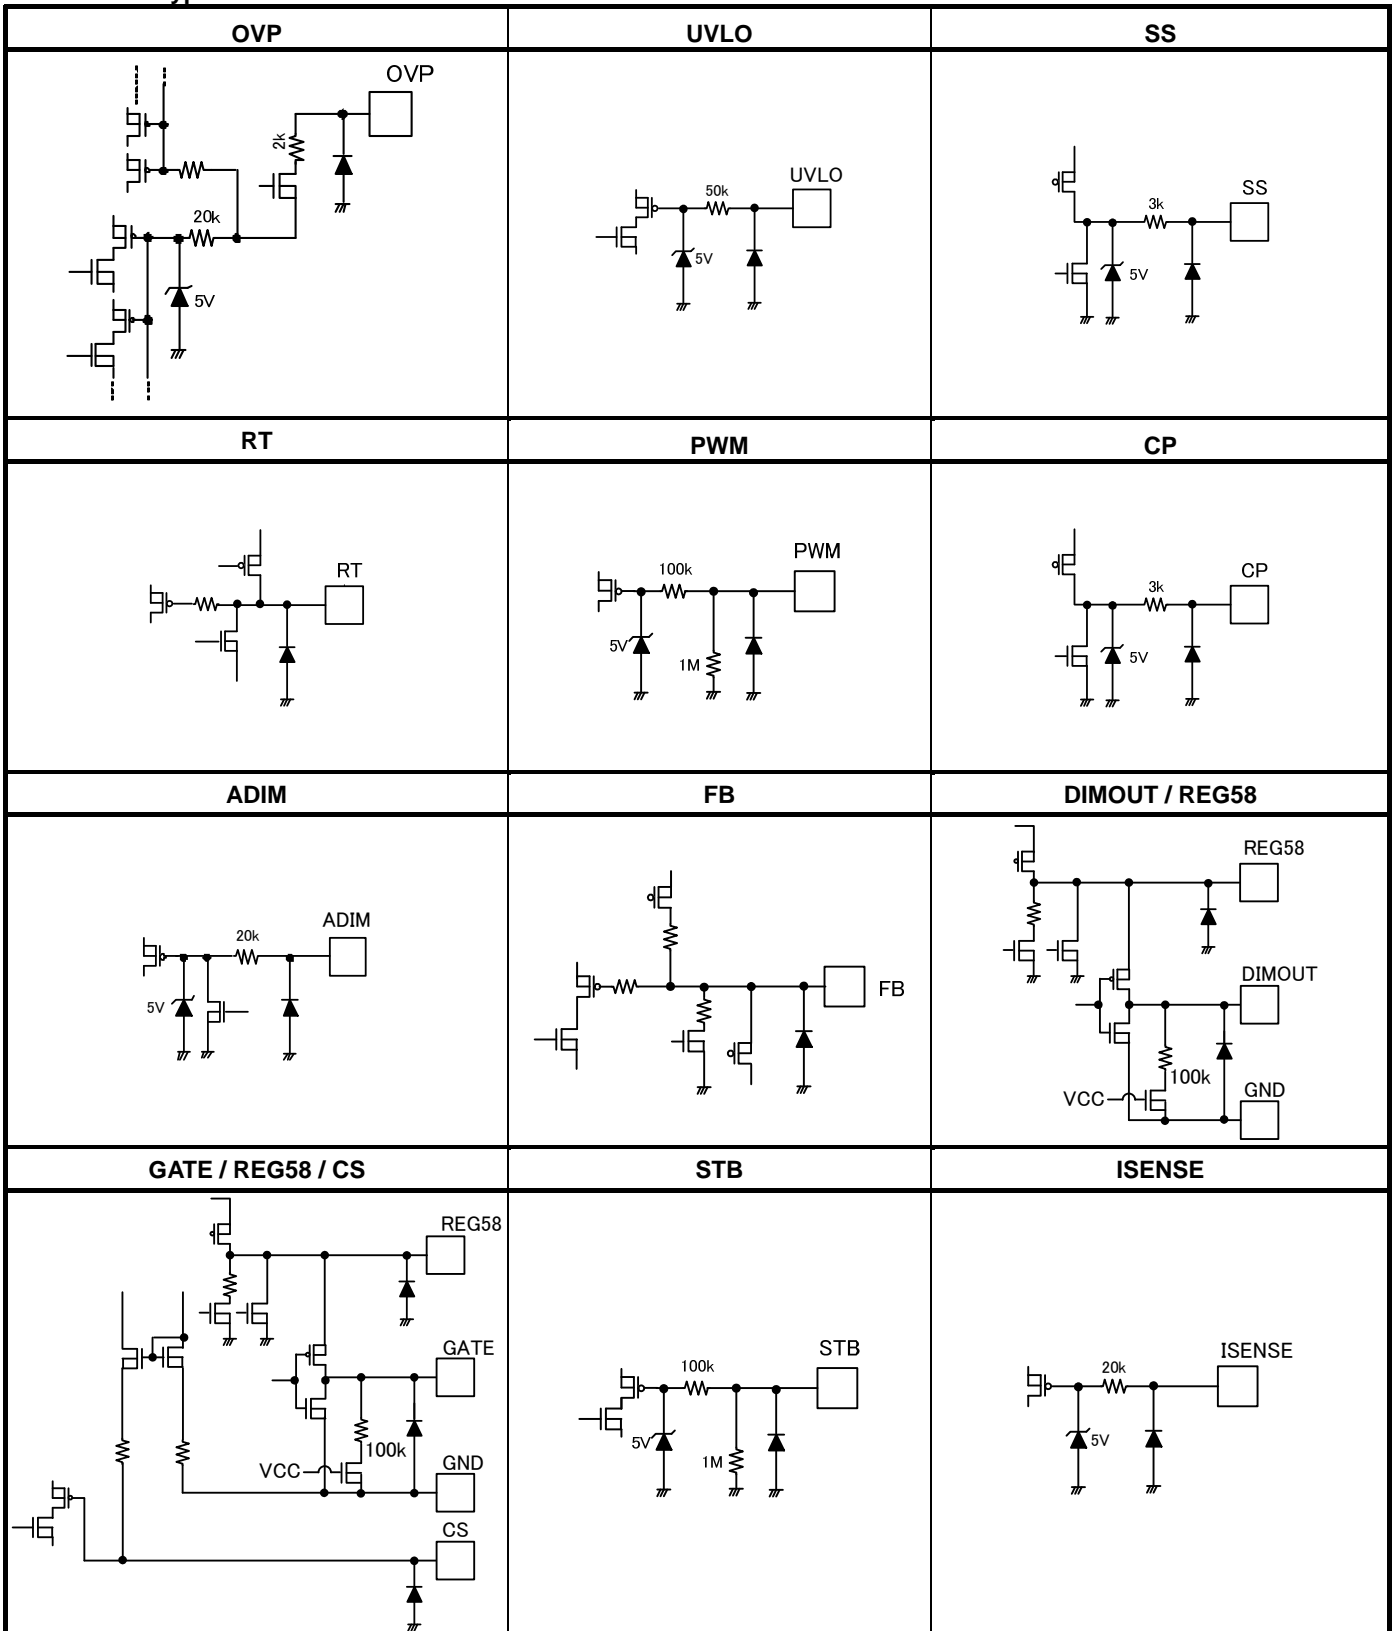 OVP UVLO SS
OVP
2k
20k
5V
UVLO
50k
5V
SS
3k
5V
RT PWM CP
RT
PWM
100k
5V
1M
CP
3k
5V
ADIM FB DIMOUT / REG58
ADIM
20k
5V
FB
REG58
DIMOUT
100k
VCC
GND
GATE / REG58 / CS STB ISENSE
REG58
GATE
100k
VCC
GND
CS
STB
100k
5V
1M
ISENSE
20k
5V